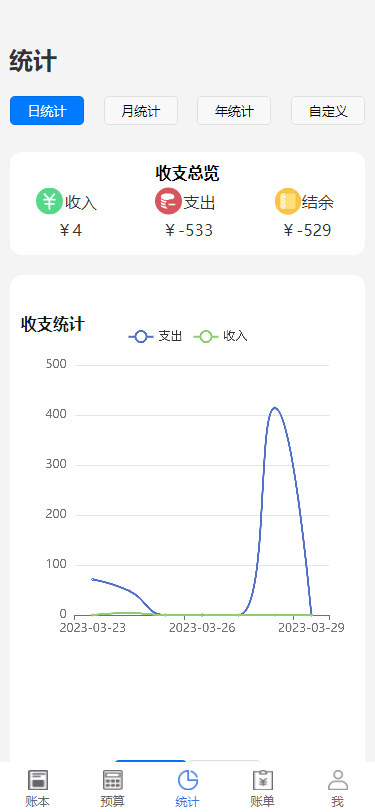 统计
日统计 月统计 年统计 自定义
收支总览
收入 支出 结余
￥4 ￥-533 ￥-529
收支统计
支出 收入
500
400
300
200
100
0
2023-03-23 2023-03-26 2023-03-29
账本 预算 统计 账单 我